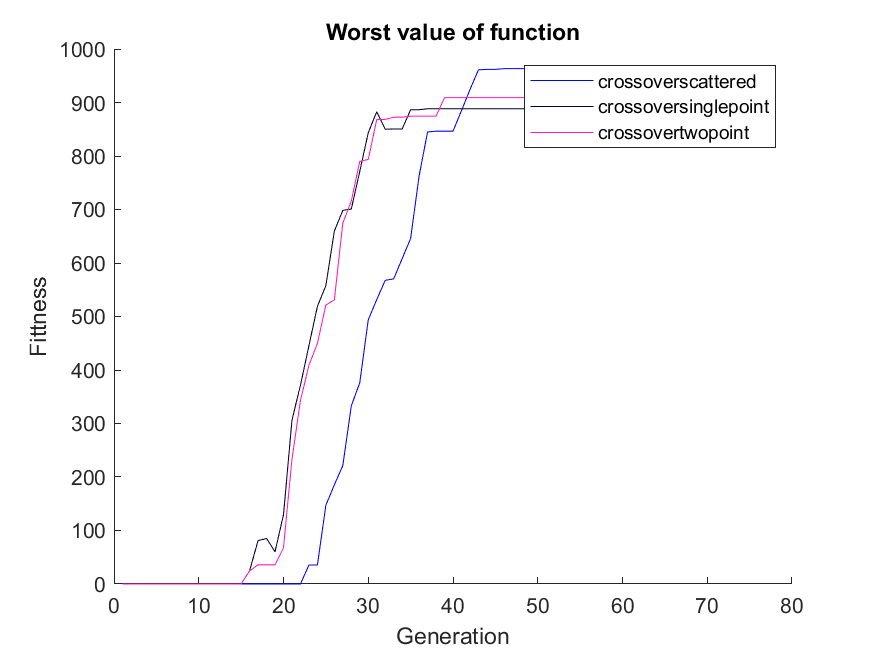 Worst value of function
1000
900
800
700
600
500
400
300
200
100
0
crossoverscattered
crossoversinglepoint
crossovertwopoint
Fittness
0 10 20 30 40 50 60 70 80
Generation